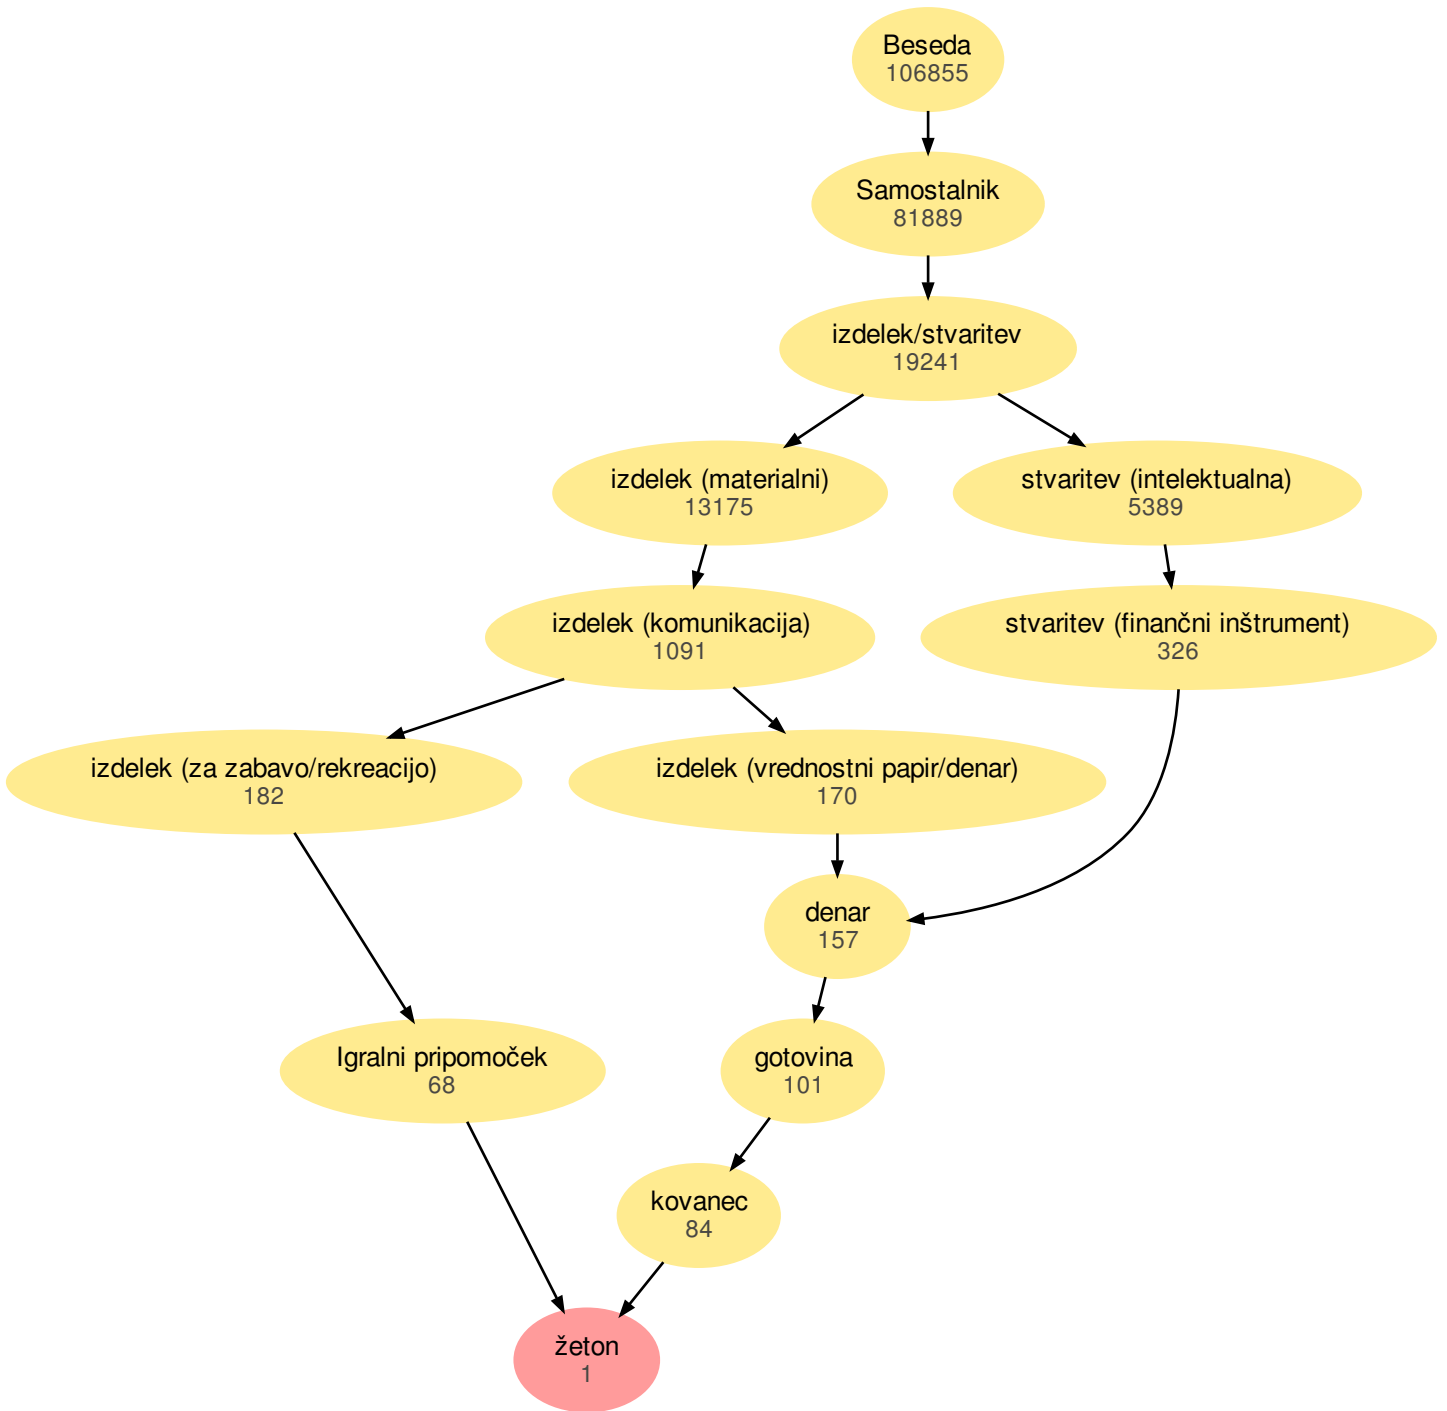 Beseda
106855
Samostalnik
81889
izdelek/stvaritev
19241
izdelek (materialni)
13175
stvaritev (intelektualna)
5389
izdelek (komunikacija)
1091
stvaritev (finančni inštrument)
326
izdelek (za zabavo/rekreacijo)
182
izdelek (vrednostni papir/denar)
170
denar
157
Igralni pripomoček
68
gotovina
101
kovanec
84
žeton
1